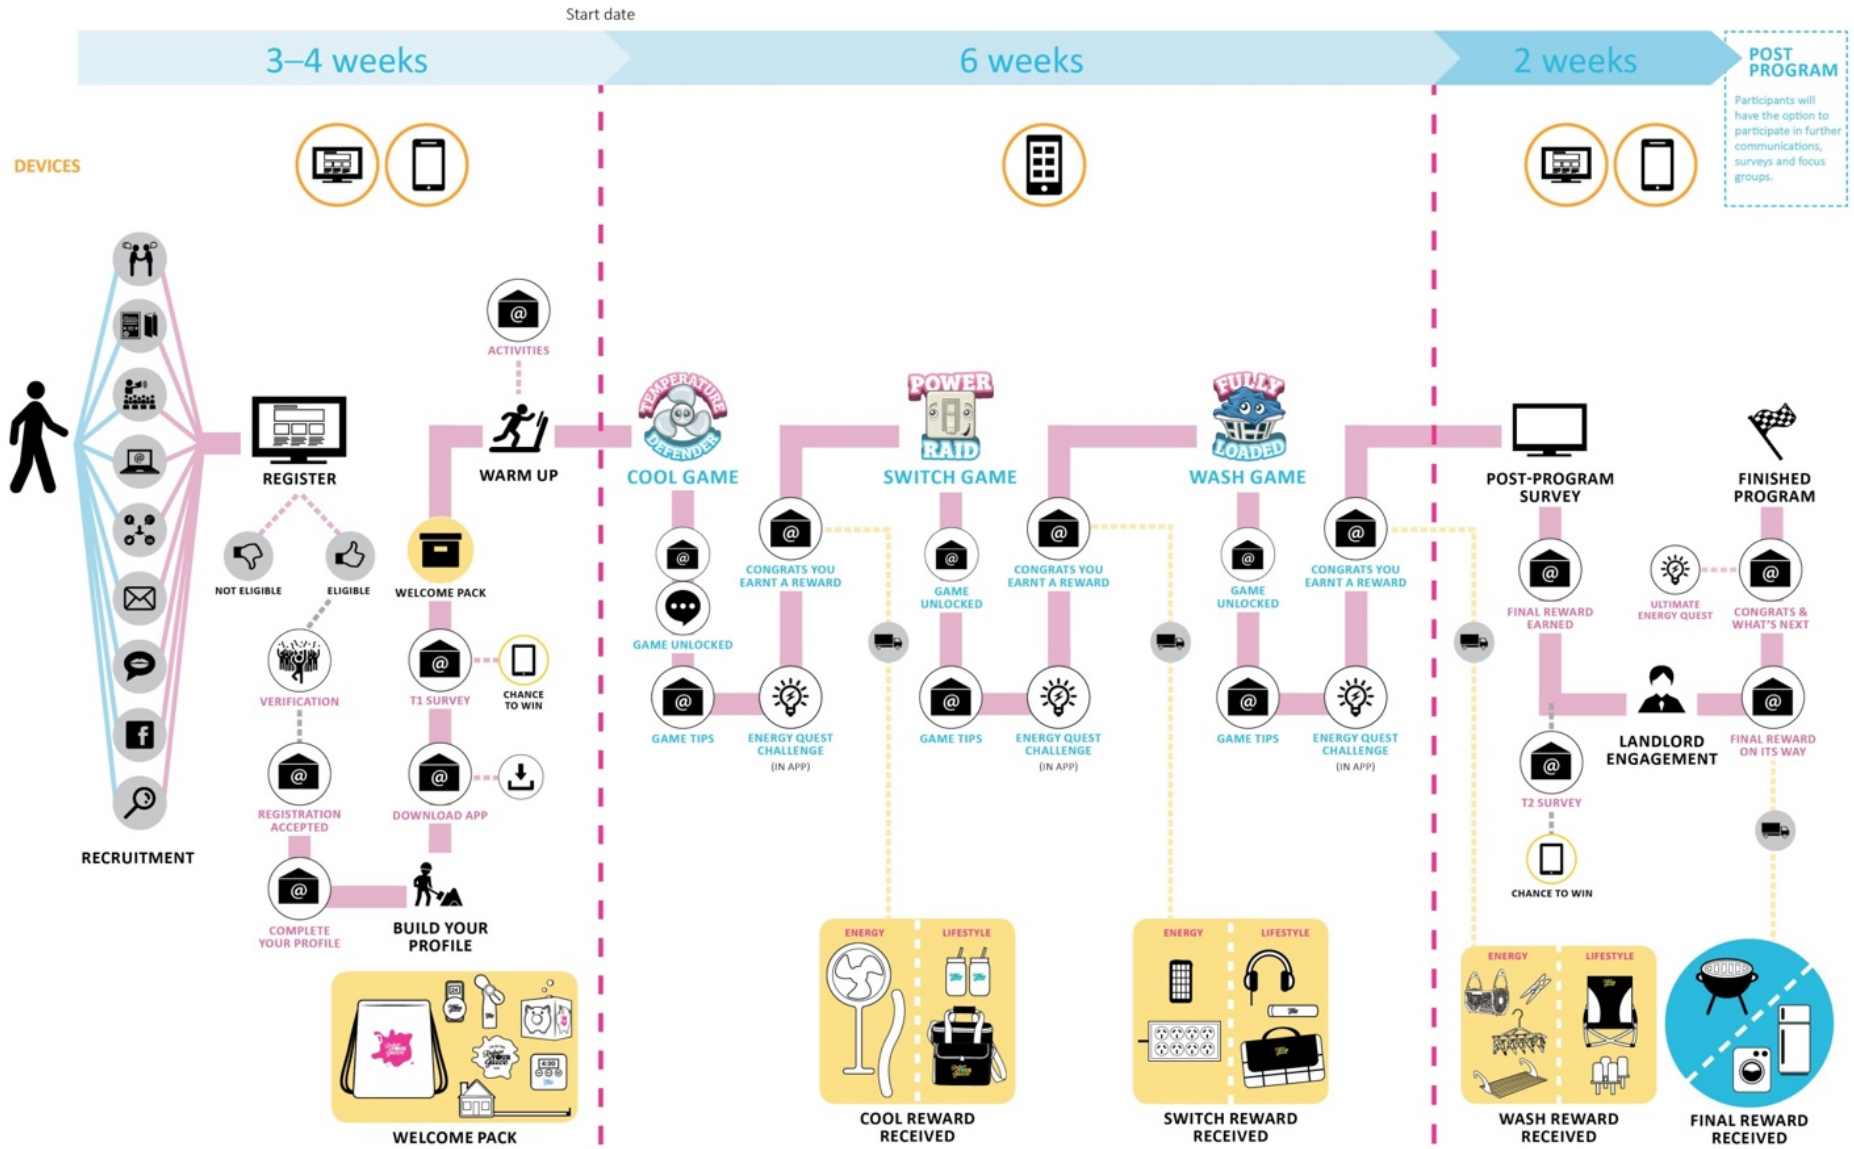 Start date
3–4 weeks
6 weeks
2 weeks
POST
PROGRAM
Participants will
have the option to
participate in further
communications,
surveys and focus
groups.
DEVICES
RECRUITMENT
REGISTER
NOT ELIGIBLE
ELIGIBLE
VERIFICATION
REGISTRATION
ACCEPTED
COMPLETE
YOUR PROFILE
BUILD YOUR
PROFILE
DOWNLOAD APP
T1 SURVEY
CHANCE
TO WIN
WELCOME PACK
WARM UP
ACTIVITIES
WELCOME PACK
TEMPERATURE
DEFENDER
COOL GAME
GAME UNLOCKED
GAME TIPS
ENERGY QUEST
CHALLENGE
(IN APP)
CONGRATS YOU
EARNT A REWARD
ENERGY
LIFESTYLE
COOL REWARD
RECEIVED
POWER
RAID
SWITCH GAME
GAME
UNLOCKED
GAME TIPS
ENERGY QUEST
CHALLENGE
(IN APP)
CONGRATS YOU
EARNT A REWARD
ENERGY
LIFESTYLE
SWITCH REWARD
RECEIVED
FULLY
LOADED
WASH GAME
GAME
UNLOCKED
GAME TIPS
ENERGY QUEST
CHALLENGE
(IN APP)
CONGRATS YOU
EARNT A REWARD
ENERGY
LIFESTYLE
WASH REWARD
RECEIVED
POST-PROGRAM
SURVEY
FINAL REWARD
EARNED
T2 SURVEY
CHANCE TO WIN
LANDLORD
ENGAGEMENT
FINAL REWARD
ON ITS WAY
CONGRATS &
WHAT'S NEXT
ULTIMATE
ENERGY QUEST
FINISHED
PROGRAM
FINAL REWARD
RECEIVED